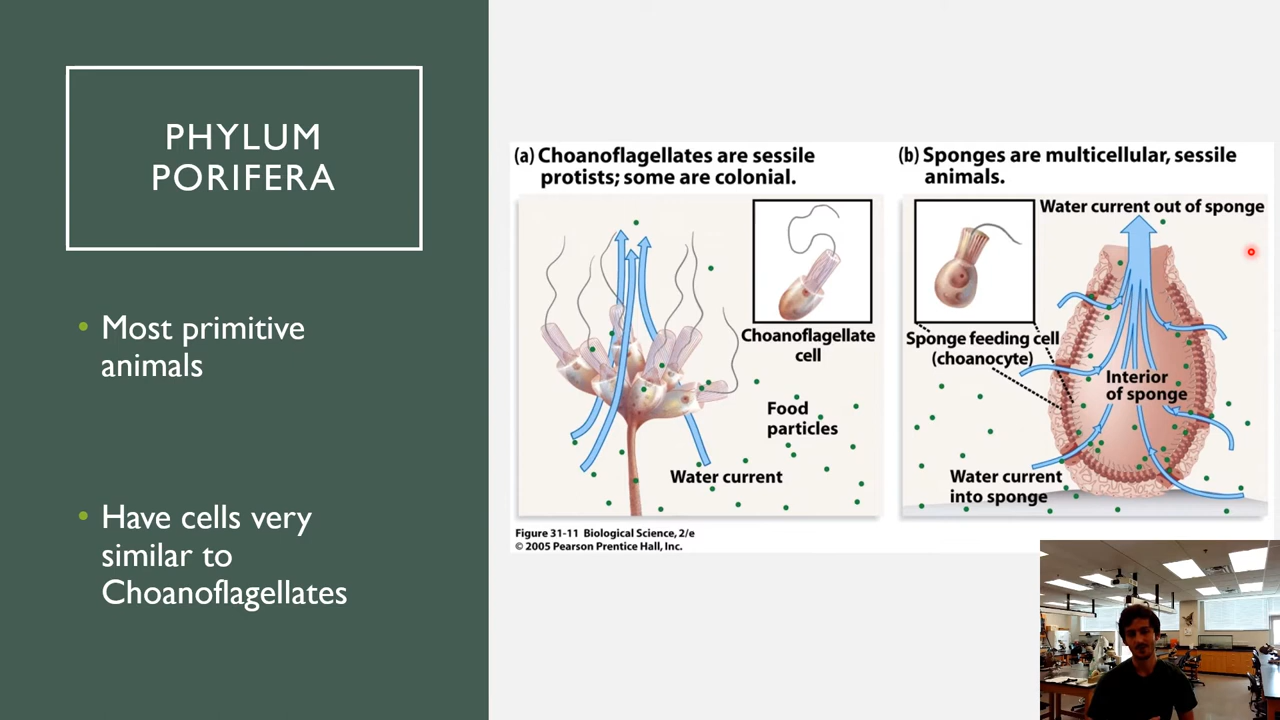 PHYLUM
PORIFERA
• Most primitive
animals
• Have cells very
similar to
Choanoflagellates
(a) Choanoflagellates are sessile
protists; some are colonial.
Choanoflagellate
cell
Food
particles
Water current
(b) Sponges are multicellular, sessile
animals.
Water current out of sponge
Sponge feeding cell
(choanocyte)
Interior
of sponge
Water current
into sponge
Figure 31-11 Biological Science, 2/e
© 2005 Pearson Prentice Hall, Inc.